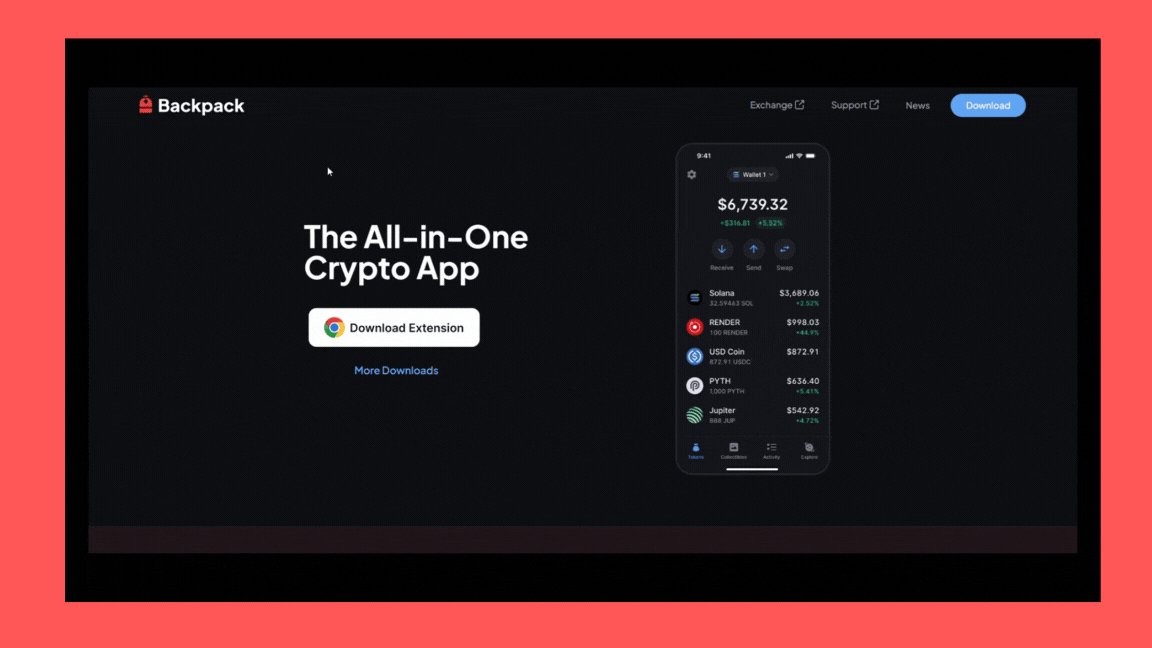 Backpack
Exchange
Support
News
Download
The All-in-One
Crypto App
Download Extension
More Downloads
9:41
Wallet 1
$6,739.32
+$316.81 +5.52%
Receive Send Swap
Solana $3,689.06
32.59463 SOL +2.52%
RENDER $998.03
100 RENDER +44.9%
USD Coin $872.91
872.91 USDC
PYTH $636.40
1,000 PYTH +5.41%
Jupiter $542.92
888 JUP +4.72%
Tokens Collectibles Activity Explore